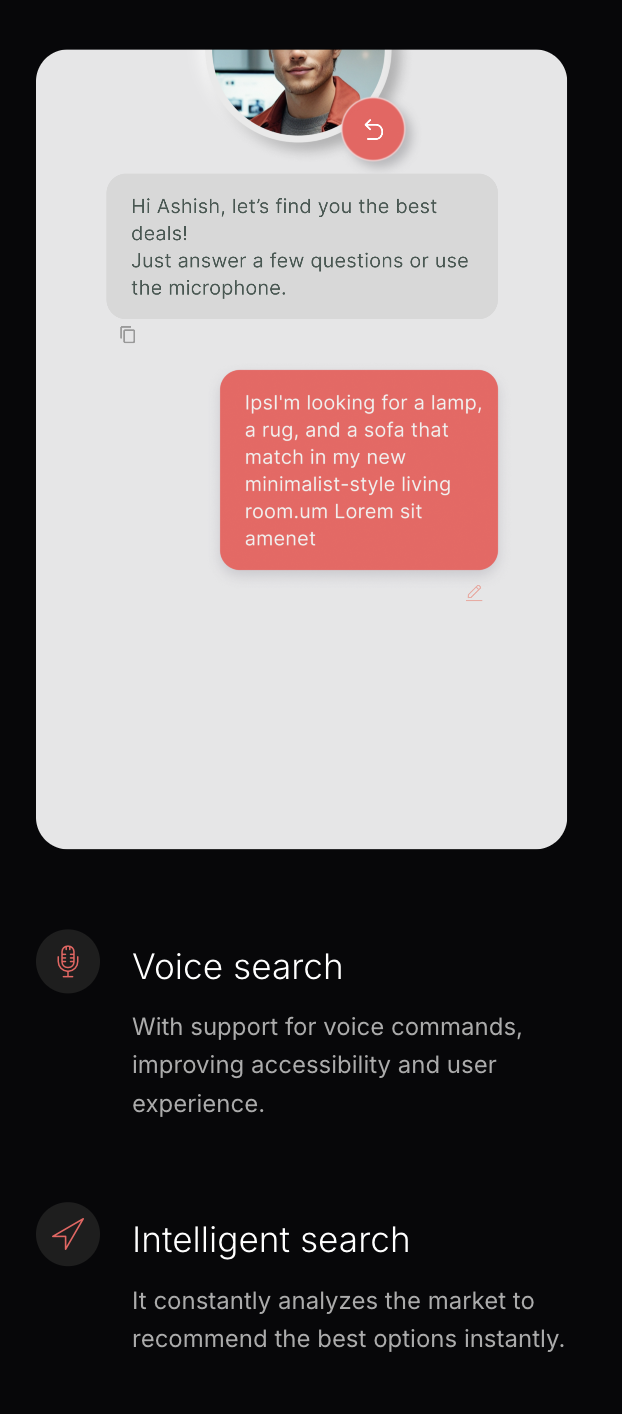 Hi Ashish, let’s find you the best
deals!
Just answer a few questions or use
the microphone.
IpsI'm looking for a lamp,
a rug, and a sofa that
match in my new
minimalist-style living
room.um Lorem sit
amenet
Voice search
With support for voice commands,
improving accessibility and user
experience.
Intelligent search
It constantly analyzes the market to
recommend the best options instantly.